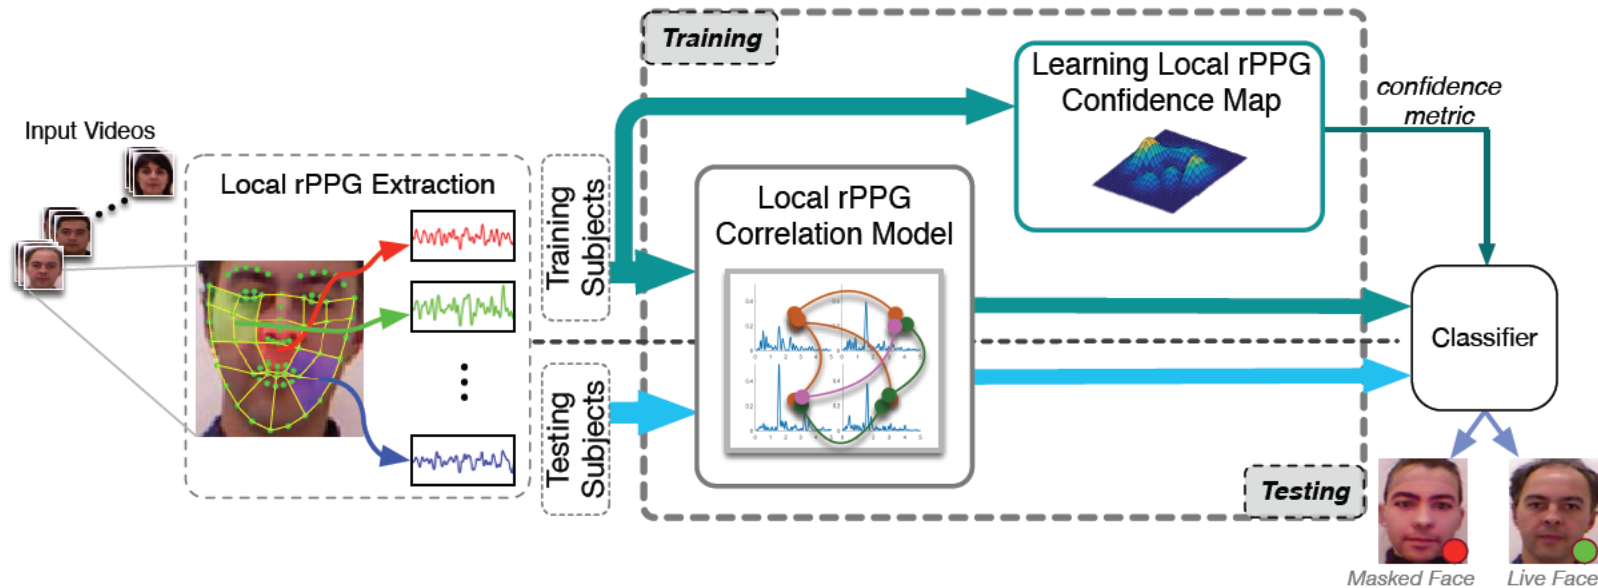 Training
Learning Local rPPG
Confidence Map
confidence
metric
Input Videos
Local rPPG Extraction
Training
Subjects
Local rPPG
Correlation Model
Classifier
Testing
Subjects
Testing
Masked Face
Live Face